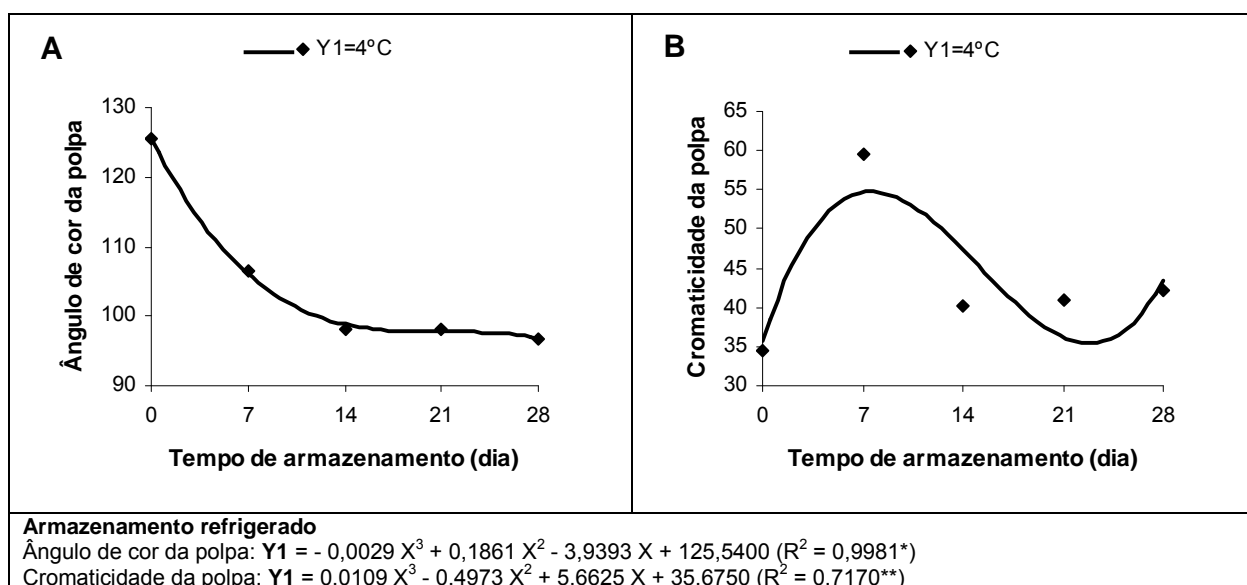 A
Y1=4ºC
Ângulo de cor da polpa
130
120
110
100
90
0 7 14 21 28
Tempo de armazenamento (dia)
B
Y1=4ºC
Cromaticidade da polpa
65
60
55
50
45
40
35
30
0 7 14 21 28
Tempo de armazenamento (dia)
Armazenamento refrigerado
Ângulo de cor da polpa: Y1 = - 0,0029 X³ + 0,1861 X² - 3,9393 X + 125,5400 (R² = 0,9981*)
Cromaticidade da polpa: Y1 = 0,0109 X³ - 0,4973 X² + 5,6625 X + 35,6750 (R² = 0,7170**)